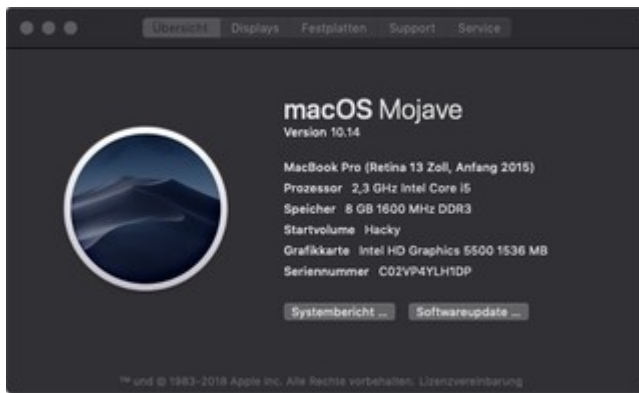 Übersicht Displays Festplatten Support Service
macOS Mojave
Version 10.14
MacBook Pro (Retina 13 Zoll, Anfang 2015)
Prozessor 2,3 GHz Intel Core i5
Speicher 8 GB 1600 MHz DDR3
Startvolume Hacky
Grafikkarte Intel HD Graphics 5500 1536 MB
Seriennummer C02VP4YLH1DP
Systembericht ... Softwareupdate ...
™ und © 1983-2018 Apple Inc. Alle Rechte vorbehalten. Lizenzvereinbarung